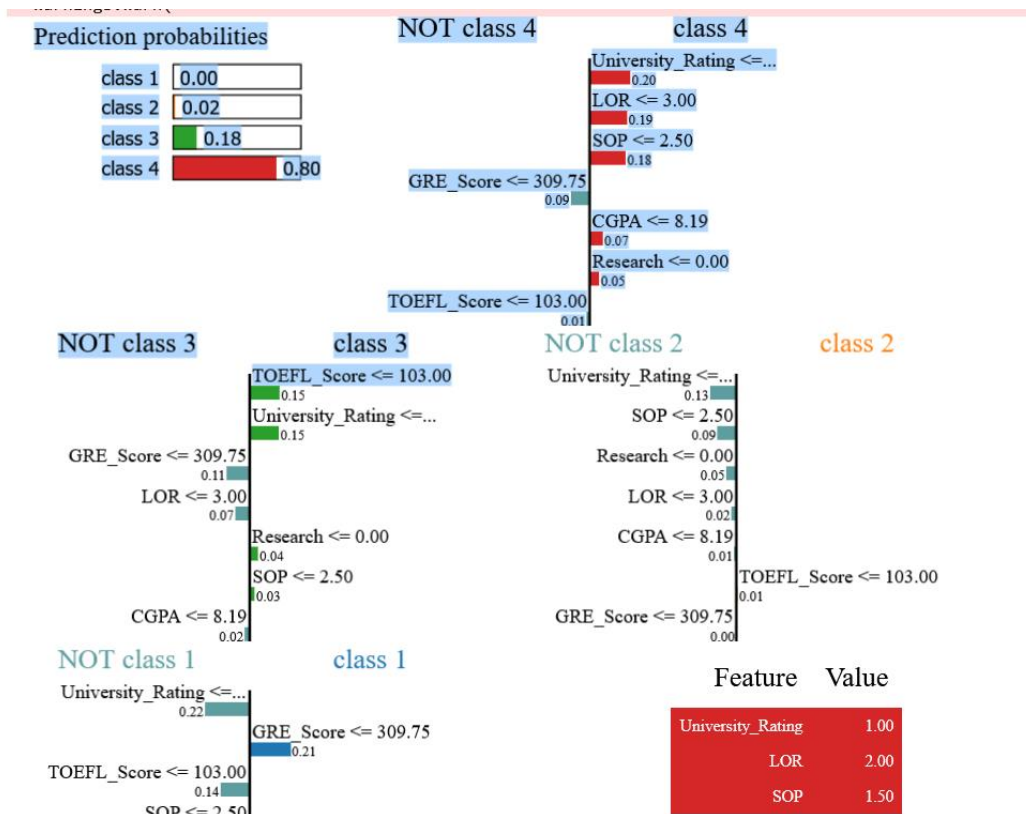 Prediction probabilities
class 1 0.00
class 2 0.02
class 3 0.18
class 4 0.80
NOT class 4 class 4
University_Rating <=...
0.20
LOR <= 3.00
0.19
SOP <= 2.50
0.18
GRE_Score <= 309.75
0.09
CGPA <= 8.19
0.07
Research <= 0.00
0.05
TOEFL_Score <= 103.00
0.01
NOT class 3 class 3
TOEFL_Score <= 103.00
0.15
University_Rating <=...
0.15
GRE_Score <= 309.75
0.11
LOR <= 3.00
0.07
Research <= 0.00
0.04
SOP <= 2.50
0.03
CGPA <= 8.19
0.02
NOT class 2 class 2
University_Rating <=...
0.13
SOP <= 2.50
0.09
Research <= 0.00
0.05
LOR <= 3.00
0.02
CGPA <= 8.19
0.01
TOEFL_Score <= 103.00
0.01
GRE_Score <= 309.75
0.00
NOT class 1 class 1
University_Rating <=...
0.22
GRE_Score <= 309.75
0.21
TOEFL_Score <= 103.00
0.14
SOP <= 2.50
Feature Value
University_Rating 1.00
LOR 2.00
SOP 1.50